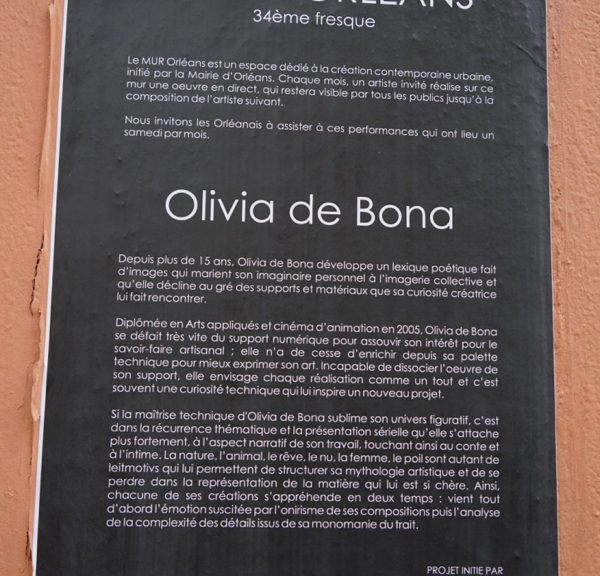 ORLÉANS
34ème fresque
Le MUR Orléans est un espace dédié à la création contemporaine urbaine,
initié par la Mairie d'Orléans. Chaque mois, un artiste invité réalise sur ce
mur une oeuvre en direct, qui restera visible par tous les publics jusqu'à la
composition de l'artiste suivant.
Nous invitons les Orléanais à assister à ces performances qui ont lieu un
samedi par mois.
Olivia de Bona
Depuis plus de 15 ans, Olivia de Bona développe un lexique poétique fait
d'images qui marient son imaginaire personnel à l'imagerie collective et
qu'elle décline au gré des supports et matériaux que sa curiosité créatrice
lui fait rencontrer.
Diplômée en Arts appliqués et cinéma d'animation en 2005, Olivia de Bona
se défait très vite du support numérique pour assouvir son intérêt pour le
savoir-faire artisanal ; elle n'a de cesse d'enrichir depuis sa palette
technique pour mieux exprimer son art. Incapable de dissocier l'oeuvre de
son support, elle envisage chaque réalisation comme un tout et c'est
souvent une curiosité technique qui lui inspire un nouveau projet.
Si la maîtrise technique d'Olivia de Bona sublime son univers figuratif, c'est
dans la récurrence thématique et la présentation sérielle qu'elle s'attache
plus fortement, à l'aspect narratif de son travail, touchant ainsi au conte et
à l'intime. La nature, l'animal, le rêve, le nu, la femme, le poil sont autant de
leitmotivs qui lui permettent de structurer sa mythologie artistique et de se
perdre dans la représentation de la matière qui lui est si chère. Ainsi,
chacune de ses créations s'appréhende en deux temps : vient tout
d'abord l'émotion suscitée par l'onirisme de ses compositions puis l'analyse
de la complexité des détails issus de sa monomanie du trait.
PROJET INITIE PAR